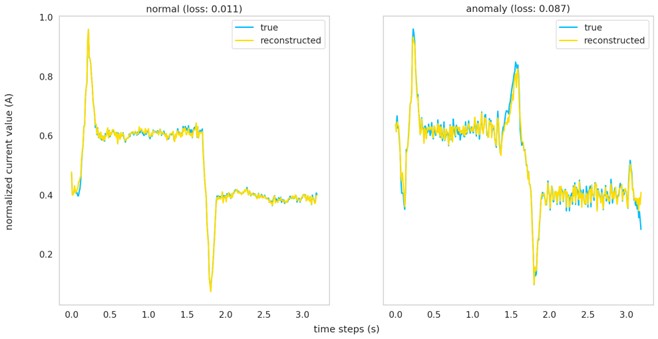 normal (loss: 0.011)
anomaly (loss: 0.087)
true
reconstructed
true
reconstructed
normalized current value (A)
1.0
0.8
0.6
0.4
0.2
0.0 0.5 1.0 1.5 2.0 2.5 3.0
0.0 0.5 1.0 1.5 2.0 2.5 3.0
time steps (s)